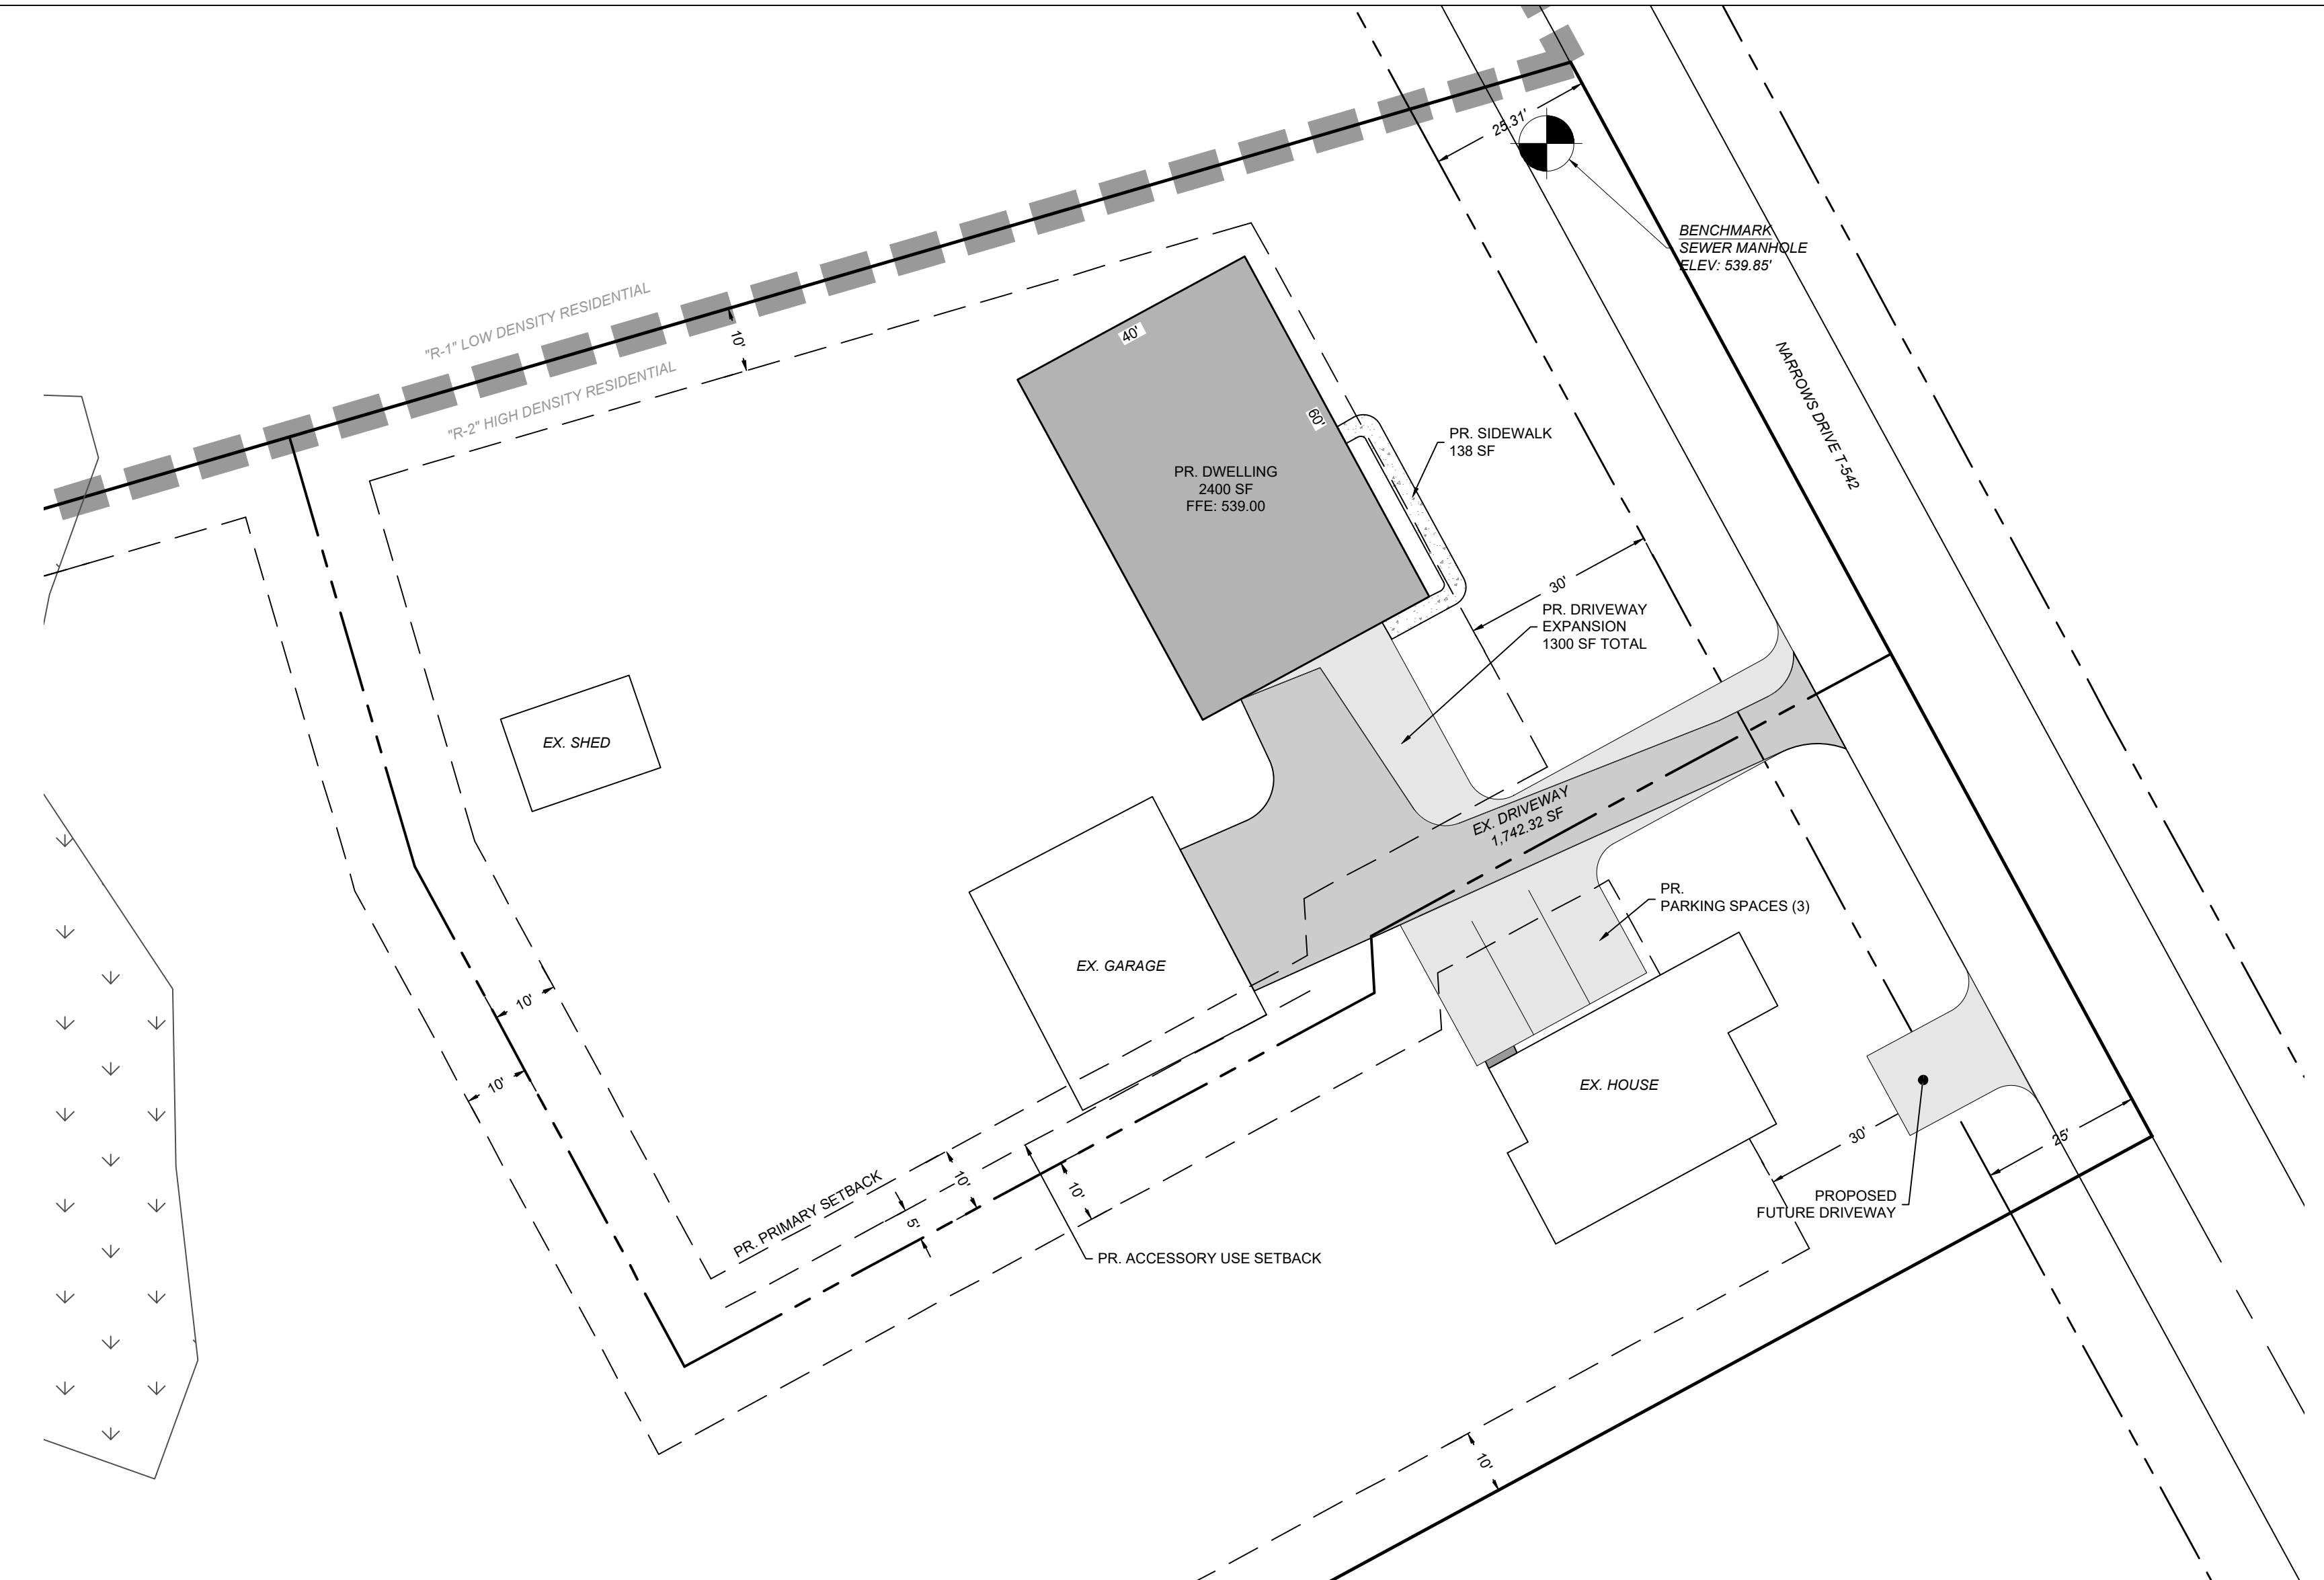 25.31'
BENCHMARK
SEWER MANHOLE
ELEV: 539.85'
"R-1" LOW DENSITY RESIDENTIAL
10'
"R-2" HIGH DENSITY RESIDENTIAL
40'
60'
NARROWS DRIVE T-542
PR. SIDEWALK
138 SF
PR. DWELLING
2400 SF
FFE: 539.00
30'
PR. DRIVEWAY
EXPANSION
1300 SF TOTAL
EX. SHED
EX. DRIVEWAY
1,742.32 SF
PR.
PARKING SPACES (3)
EX. GARAGE
10'
10'
EX. HOUSE
30'
25'
PR. PRIMARY SETBACK
10'
10'
5'
PROPOSED
FUTURE DRIVEWAY
PR. ACCESSORY USE SETBACK
10'